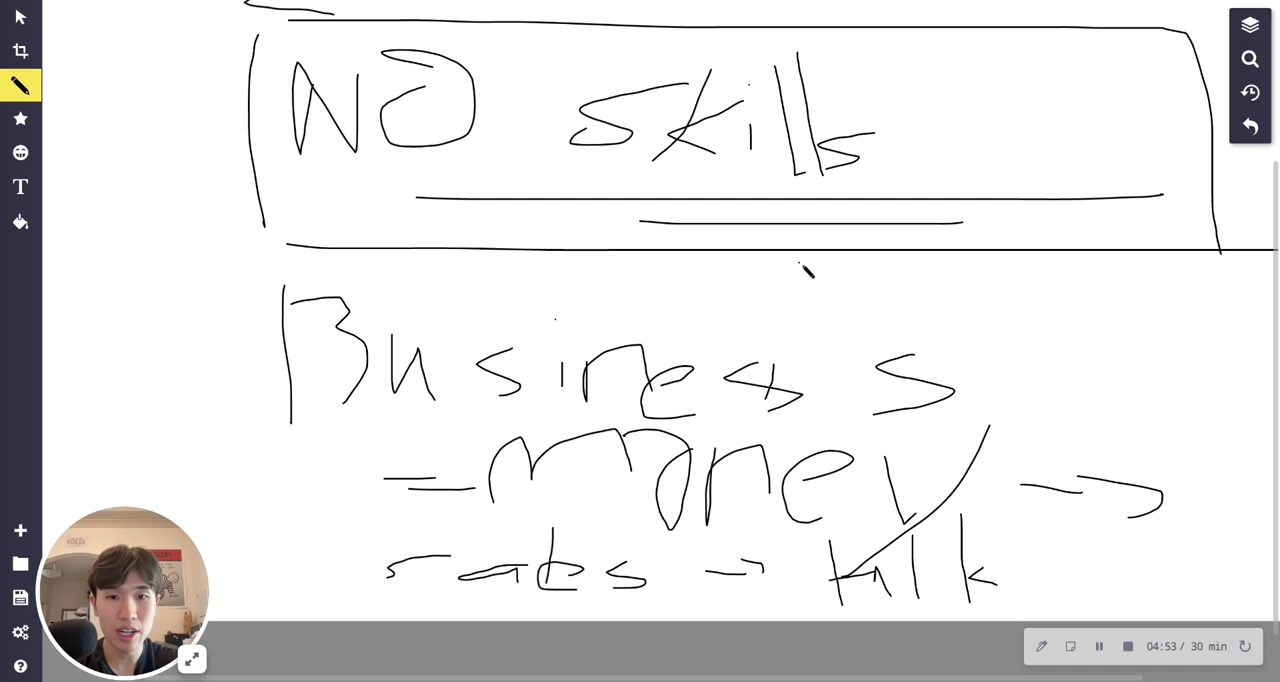 NO skills
Business
= money →
sales → talk
T
04:53 / 30 min